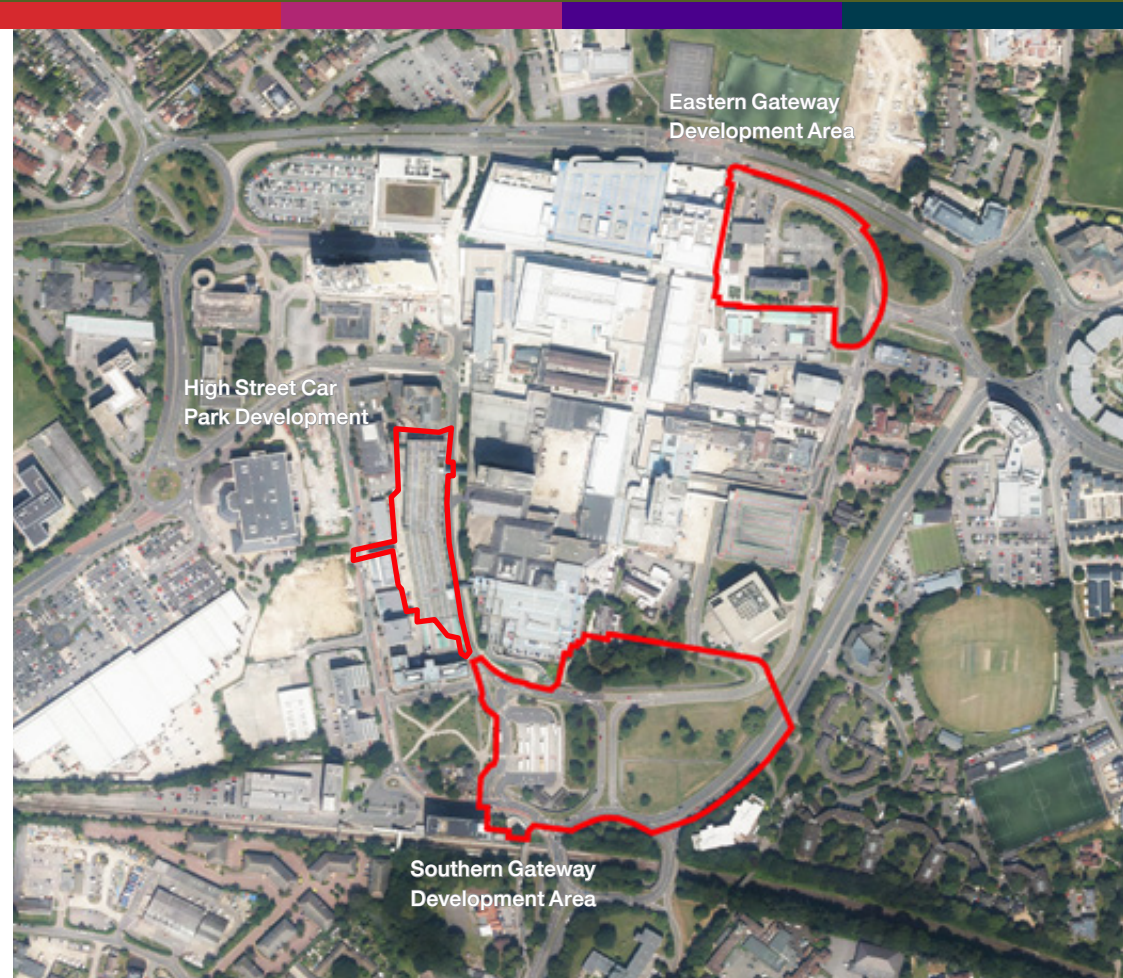 Eastern Gateway
Development Area
High Street Car
Park Development
Southern Gateway
Development Area